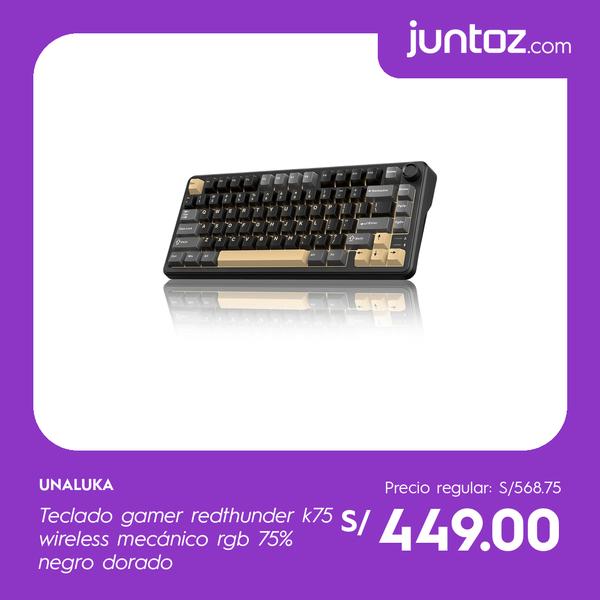 juntoz.com
UNALUKA
Teclado gamer redthunder k75
wireless mecánico rgb 75%
negro dorado
Precio regular: S/568.75
S/ 449.00